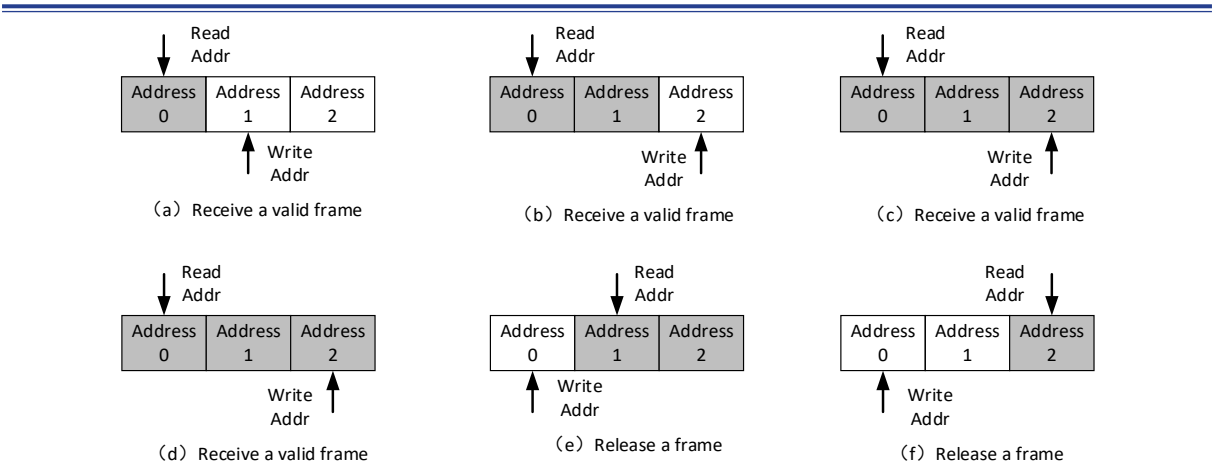 Read
Addr
Address 0
Address 1
Address 2
Write
Addr
（a）Receive a valid frame
Read
Addr
Address 0
Address 1
Address 2
Write
Addr
（b）Receive a valid frame
Read
Addr
Address 0
Address 1
Address 2
Write
Addr
（c）Receive a valid frame
Read
Addr
Address 0
Address 1
Address 2
Write
Addr
（d）Receive a valid frame
Read
Addr
Address 0
Address 1
Address 2
Write
Addr
（e）Release a frame
Read
Addr
Address 0
Address 1
Address 2
Write
Addr
（f）Release a frame